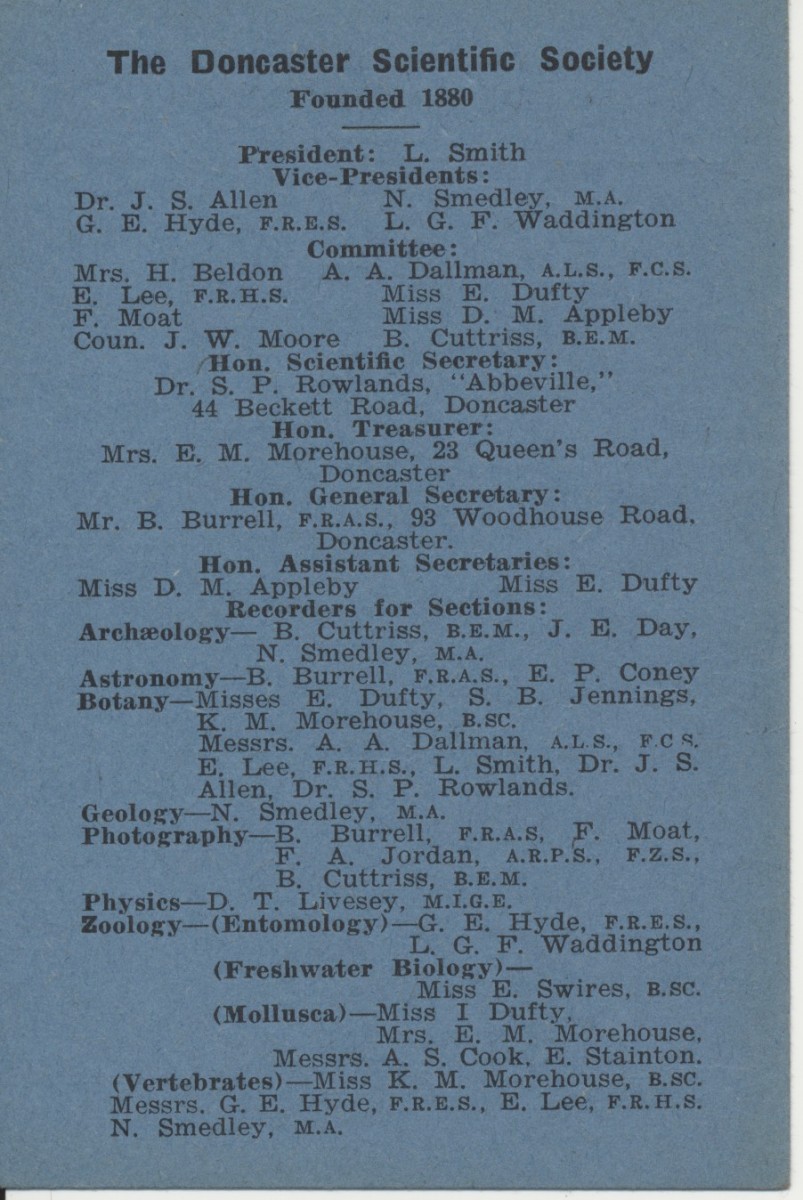 The Doncaster Scientific Society
Founded 1880
President: L. Smith
Vice-Presidents:
Dr. J. S. Allen N. Smedley, M.A.
G. E. Hyde, F.R.E.S. L. G. F. Waddington
Committee:
Mrs. H. Beldon A. A. Dallman, A.L.S., F.C.S.
E. Lee, F.R.H.S. Miss E. Dufty
F. Moat Miss D. M. Appleby
Coun. J. W. Moore B. Cuttriss, B.E.M.
Hon. Scientific Secretary:
Dr. S. P. Rowlands, "Abbeville,"
44 Beckett Road, Doncaster
Hon. Treasurer:
Mrs. E. M. Morehouse, 23 Queen's Road,
Doncaster
Hon. General Secretary:
Mr. B. Burrell, F.R.A.S., 93 Woodhouse Road,
Doncaster.
Hon. Assistant Secretaries:
Miss D. M. Appleby Miss E. Dufty
Recorders for Sections:
Archæology— B. Cuttriss, B.E.M., J. E. Day,
N. Smedley, M.A.
Astronomy—B. Burrell, F.R.A.S., E. P. Coney
Botany—Misses E. Dufty, S. B. Jennings,
K. M. Morehouse, B.SC.
Messrs. A. A. Dallman, A.L.S., F.C S.
E. Lee, F.R.H.S., L. Smith, Dr. J. S.
Allen, Dr. S. P. Rowlands.
Geology—N. Smedley, M.A.
Photography—B. Burrell, F.R.A.S, F. Moat,
F. A. Jordan, A.R.P.S., F.Z.S.,
B. Cuttriss, B.E.M.
Physics—D. T. Livesey, M.I.G.E.
Zoology—(Entomology)—G. E. Hyde, F.R.E.S.,
L. G. F. Waddington
(Freshwater Biology)—
Miss E. Swires, B.SC.
(Mollusca)—Miss I Dufty,
Mrs. E. M. Morehouse,
Messrs. A. S. Cook, E. Stainton.
(Vertebrates)—Miss K. M. Morehouse, B.SC.
Messrs. G. E. Hyde, F.R.E.S., E. Lee, F.R.H.S.
N. Smedley, M.A.